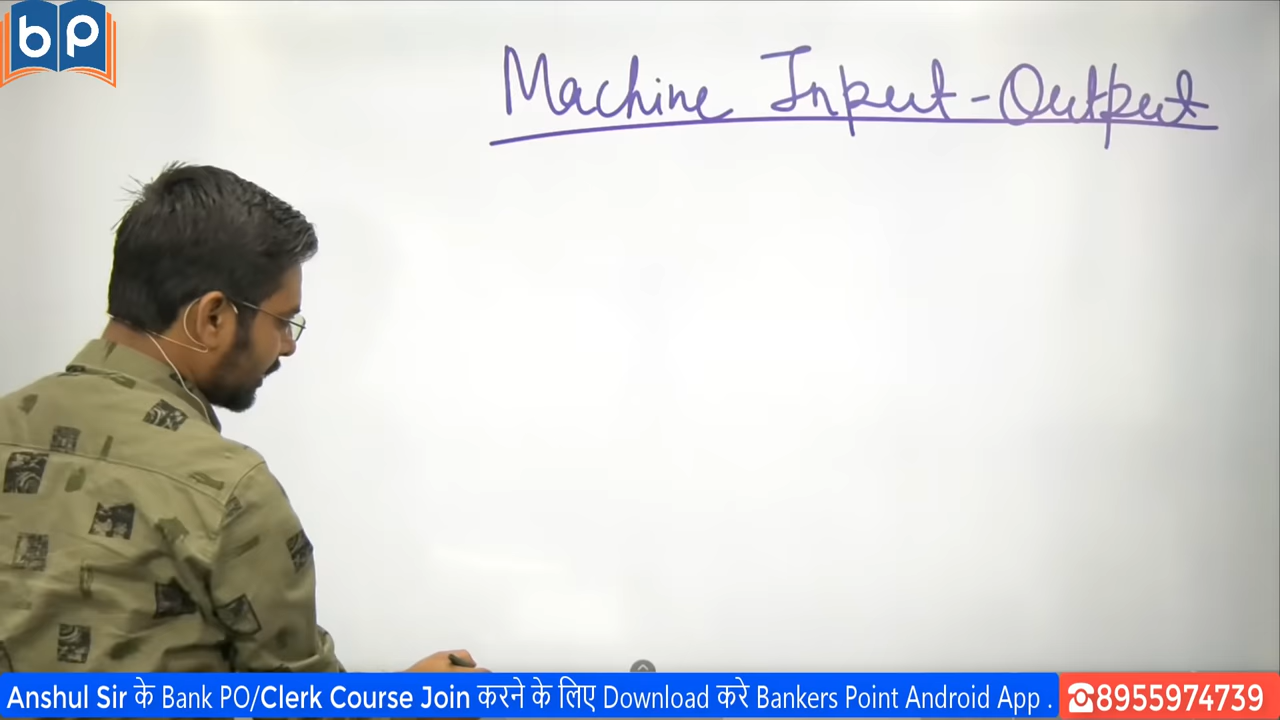 bp
Machine Input-Output
Anshul Sir के Bank PO/Clerk Course Join करने के लिए Download करे Bankers Point Android App .
☎8955974739